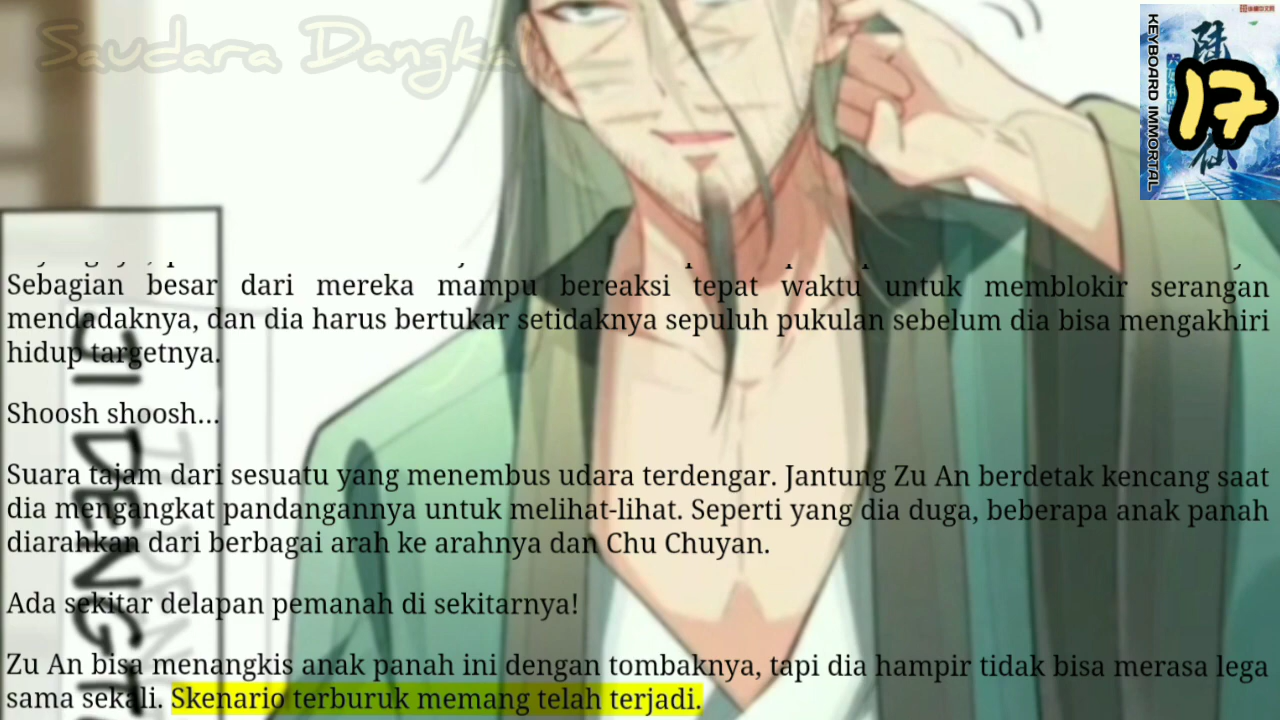 Saudara Dangka
KEYBOARD IMMORTAL
17
Sebagian besar dari mereka mampu bereaksi tepat waktu untuk memblokir serangan
mendadaknya, dan dia harus bertukar setidaknya sepuluh pukulan sebelum dia bisa mengakhiri
hidup targetnya.
Shoosh shoosh...
Suara tajam dari sesuatu yang menembus udara terdengar. Jantung Zu An berdetak kencang saat
dia mengangkat pandangannya untuk melihat-lihat. Seperti yang dia duga, beberapa anak panah
diarahkan dari berbagai arah ke arahnya dan Chu Chuyan.
Ada sekitar delapan pemanah di sekitarnya!
Zu An bisa menangkis anak panah ini dengan tombaknya, tapi dia hampir tidak bisa merasa lega
sama sekali. Skenario terburuk memang telah terjadi.
JI DENGT